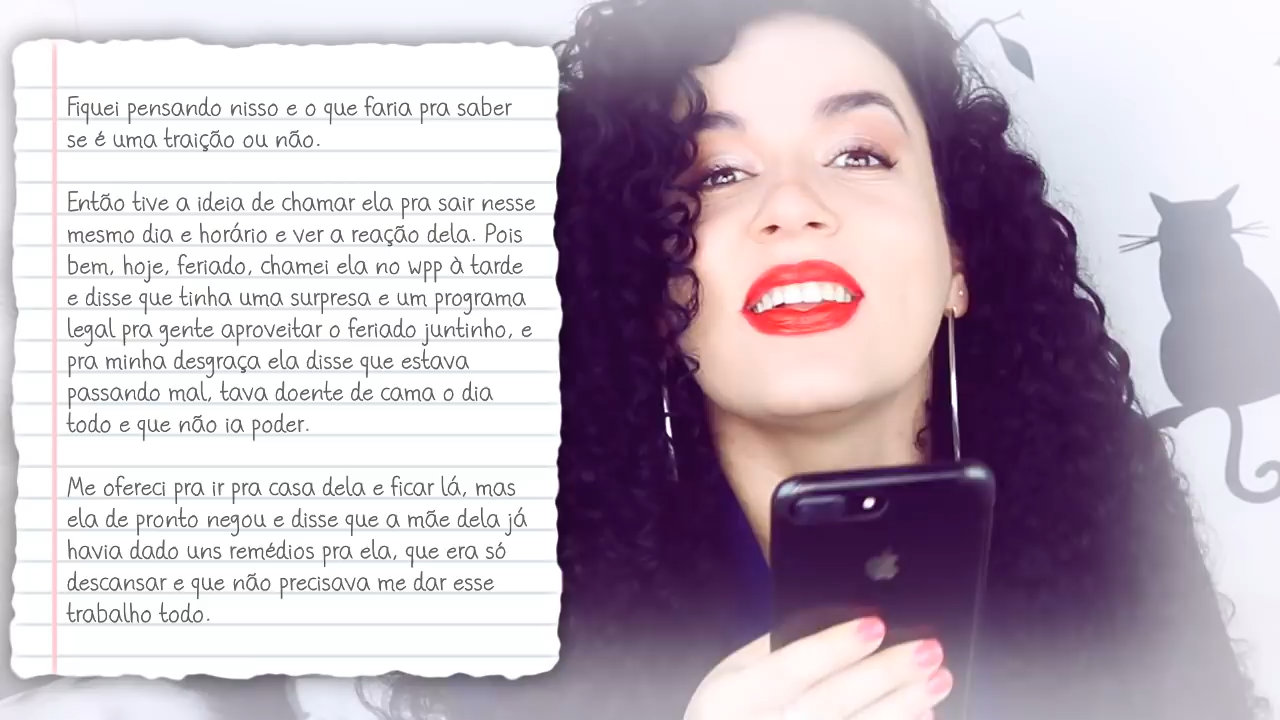 Fiquei pensando nisso e o que faria pra saber
se é uma traição ou não.
Então tive a ideia de chamar ela pra sair nesse
mesmo dia e horário e ver a reação dela. Pois
bem, hoje, feriado, chamei ela no wpp à tarde
e disse que tinha uma surpresa e um programa
legal pra gente aproveitar o feriado juntinho, e
pra minha desgraça ela disse que estava
passando mal, tava doente de cama o dia
todo e que não ia poder.
Me ofereci pra ir pra casa dela e ficar lá, mas
ela de pronto negou e disse que a mãe dela já
havia dado uns remédios pra ela, que era só
descansar e que não precisava me dar esse
trabalho todo.